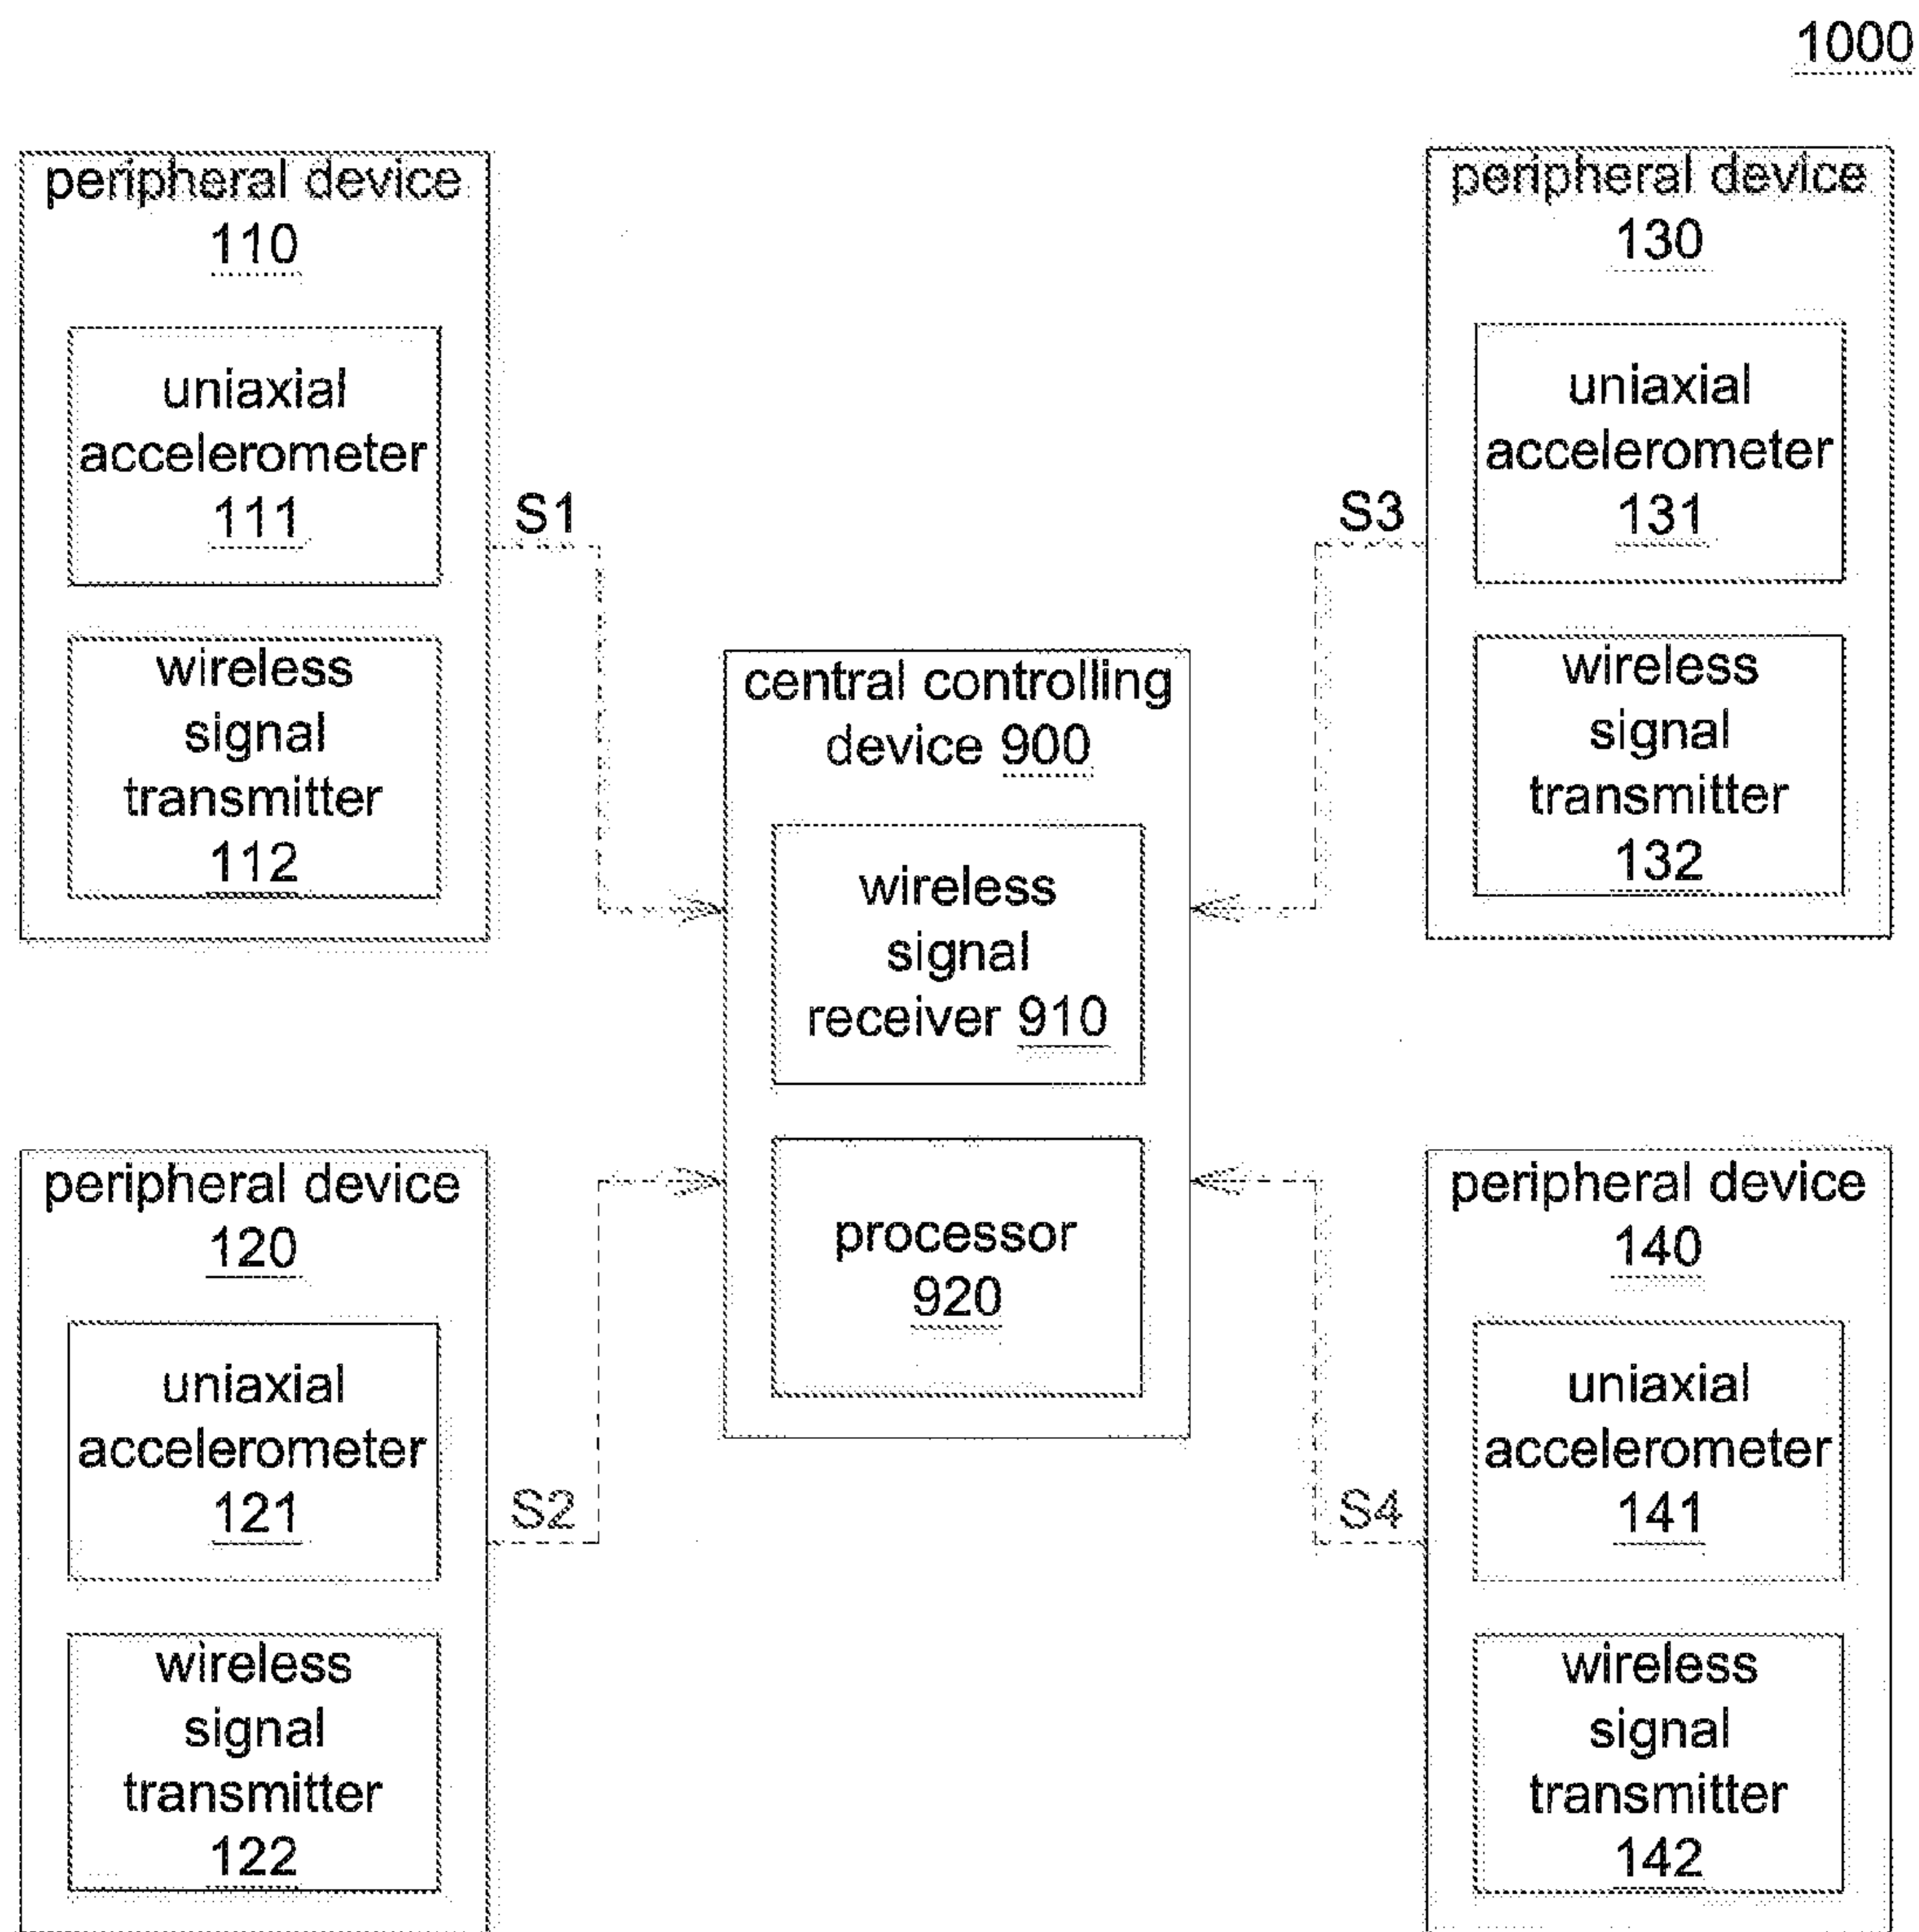 1000
peripheral device
110
uniaxial
accelerometer
111
wireless
signal
transmitter
112
S1
peripheral device
130
uniaxial
accelerometer
131
wireless
signal
transmitter
132
S3
central controlling
device 900
wireless
signal
receiver 910
processor
920
peripheral device
120
uniaxial
accelerometer
121
wireless
signal
transmitter
122
S2
peripheral device
140
uniaxial
accelerometer
141
wireless
signal
transmitter
142
S4